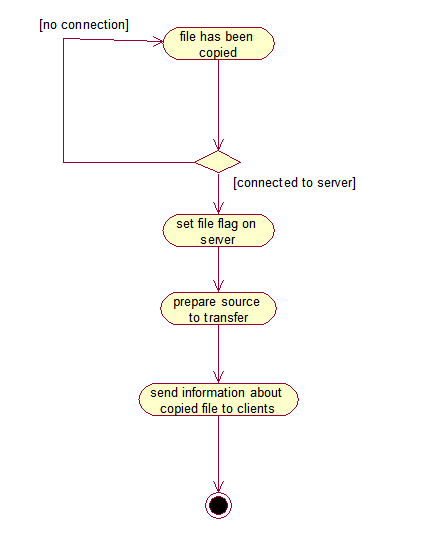 [no connection]
file has been
copied
[connected to server]
set file flag on
server
prepare source
to transfer
send information about
copied file to clients